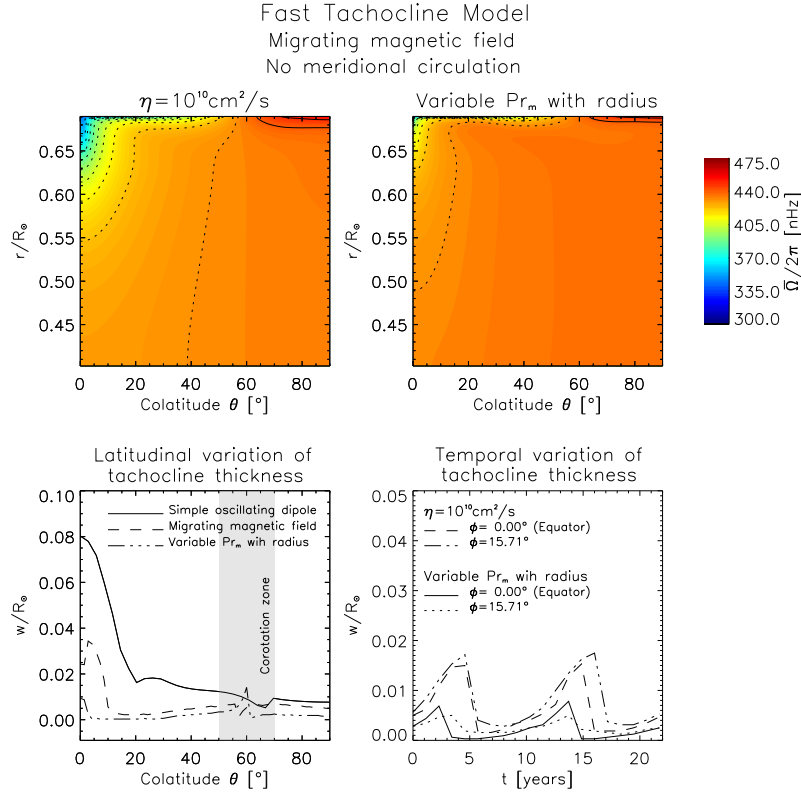 Fast Tachocline Model
Migrating magnetic field
No meridional circulation
η=10¹⁰cm²/s
Variable Prₘ with radius
0.65
0.60
0.55
0.50
0.45
r/R⊙
0 20 40 60 80
Colatitude θ [°]
0.65
0.60
0.55
0.50
0.45
r/R⊙
0 20 40 60 80
Colatitude θ [°]
475.0
440.0
405.0
370.0
335.0
300.0
Ω̅/2π [nHz]
Latitudinal variation of
tachocline thickness
0.10
0.08
0.06
0.04
0.02
0.00
w/R⊙
Simple oscillating dipole
Migrating magnetic field
Variable Prₘ wih radius
Corotation zone
0 20 40 60 80
Colatitude θ [°]
Temporal variation of
tachocline thickness
0.05
0.04
0.03
0.02
0.01
0.00
w/R⊙
η=10¹⁰cm²/s
ϕ= 0.00° (Equator)
ϕ=15.71°
Variable Prₘ wih radius
ϕ= 0.00° (Equator)
ϕ=15.71°
0 5 10 15 20
t [years]